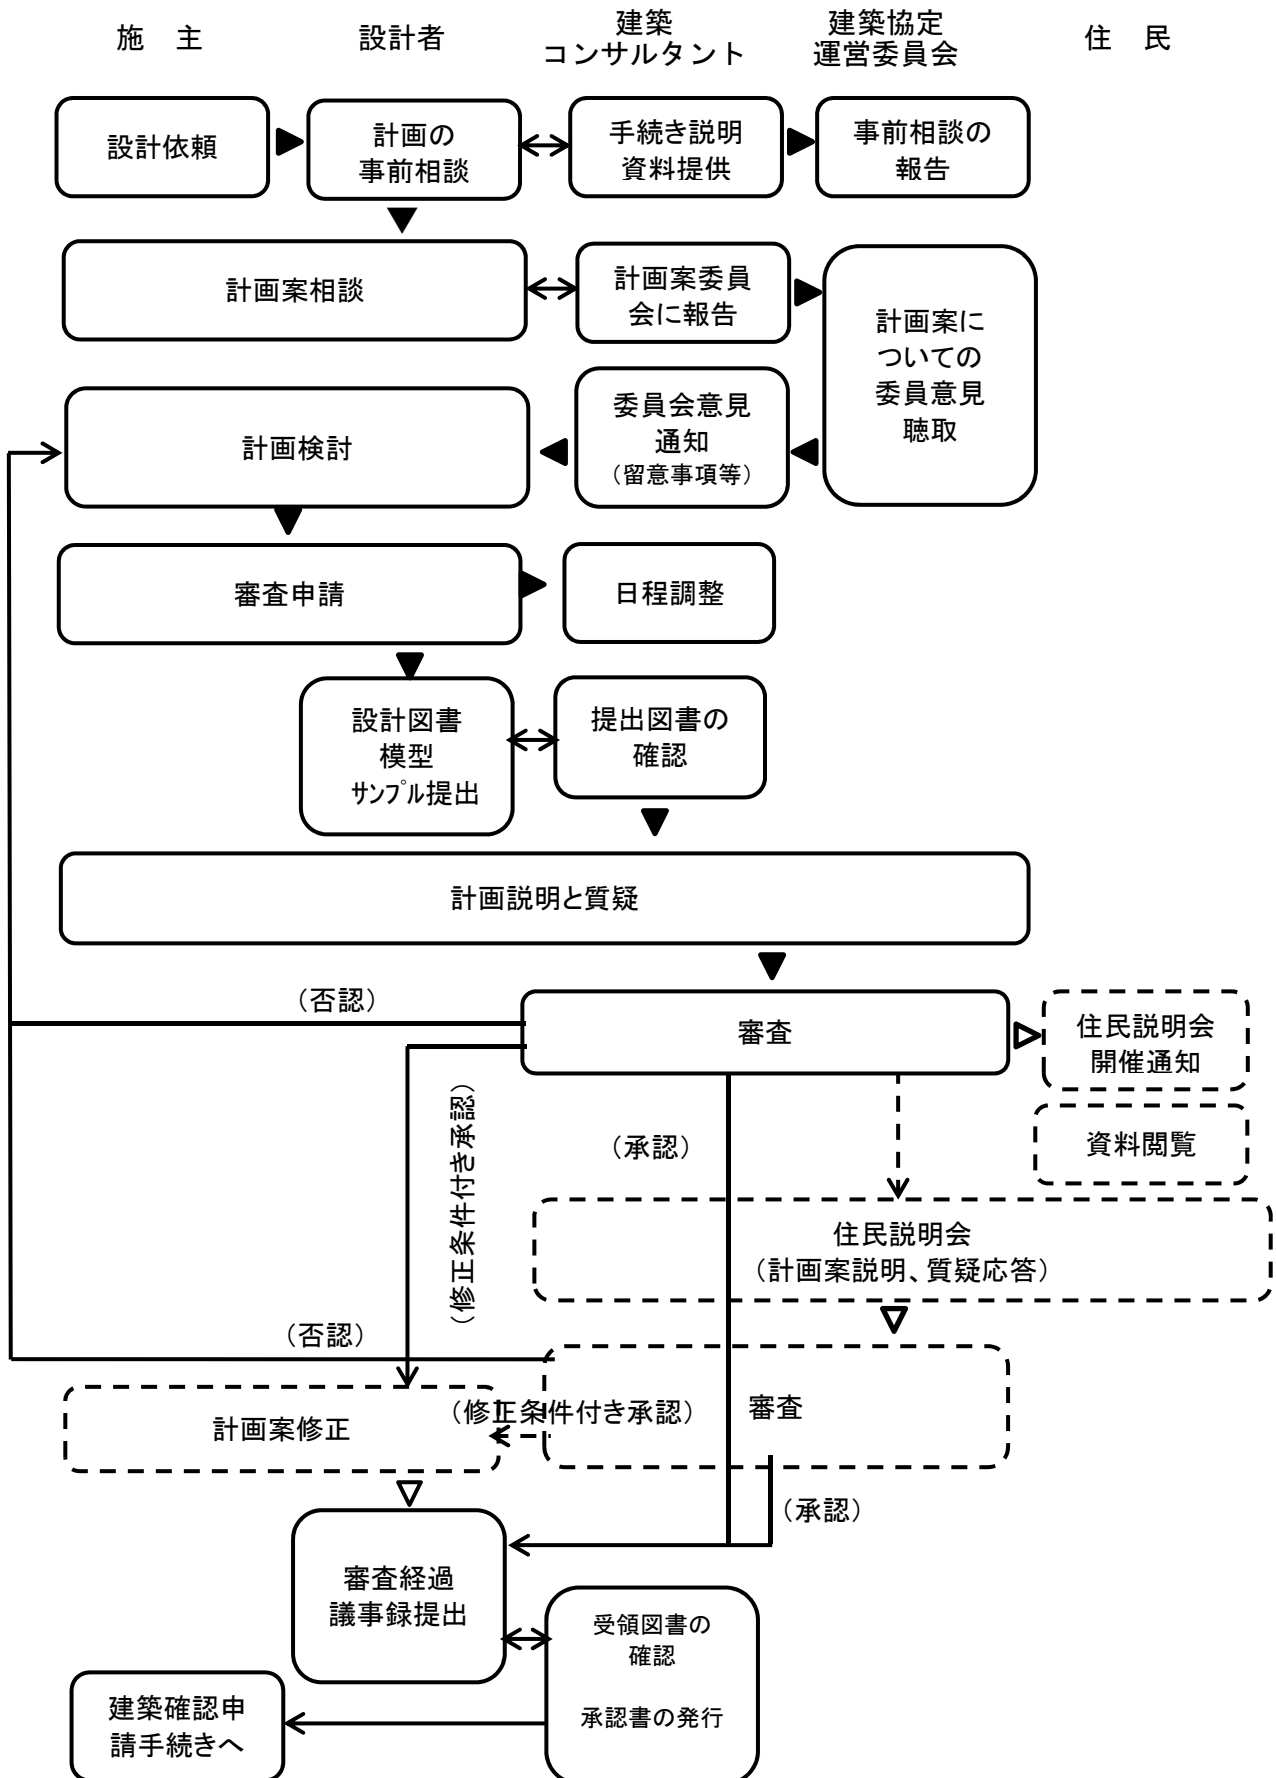 施　主
設計者
建築
コンサルタント
建築協定
運営委員会
住　民
設計依頼
計画の
事前相談
手続き説明
資料提供
事前相談の
報告
計画案相談
計画案委員
会に報告
計画案に
ついての
委員意見
聴取
計画検討
委員会意見
通知
（留意事項等）
審査申請
日程調整
設計図書
模型
ｻﾝﾌﾟﾙ提出
提出図書の
確認
計画説明と質疑
（否認）
審査
住民説明会
開催通知
（修正条件付き承認）
（承認）
資料閲覧
住民説明会
（計画案説明、質疑応答）
（否認）
計画案修正
（修正条件付き承認）
審査
（承認）
審査経過
議事録提出
受領図書の
確認
承認書の発行
建築確認申
請手続きへ